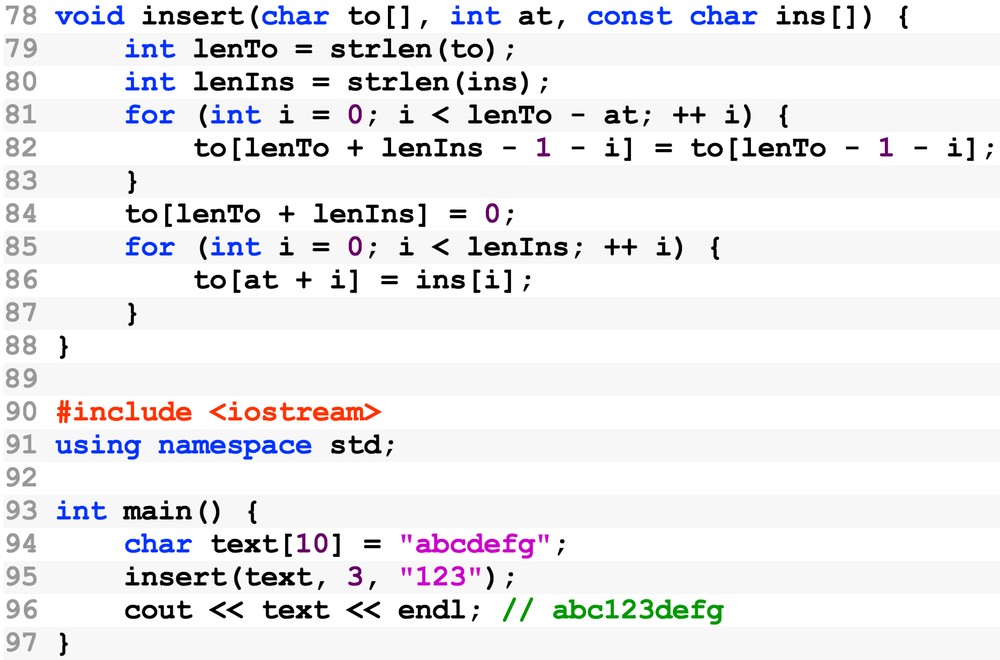 78 void insert(char to[], int at, const char ins[]) {
79     int lenTo = strlen(to);
80     int lenIns = strlen(ins);
81     for (int i = 0; i < lenTo - at; ++ i) {
82         to[lenTo + lenIns - 1 - i] = to[lenTo - 1 - i];
83     }
84     to[lenTo + lenIns] = 0;
85     for (int i = 0; i < lenIns; ++ i) {
86         to[at + i] = ins[i];
87     }
88 }
89
90 #include <iostream>
91 using namespace std;
92
93 int main() {
94     char text[10] = "abcdefg";
95     insert(text, 3, "123");
96     cout << text << endl; // abc123defg
97 }